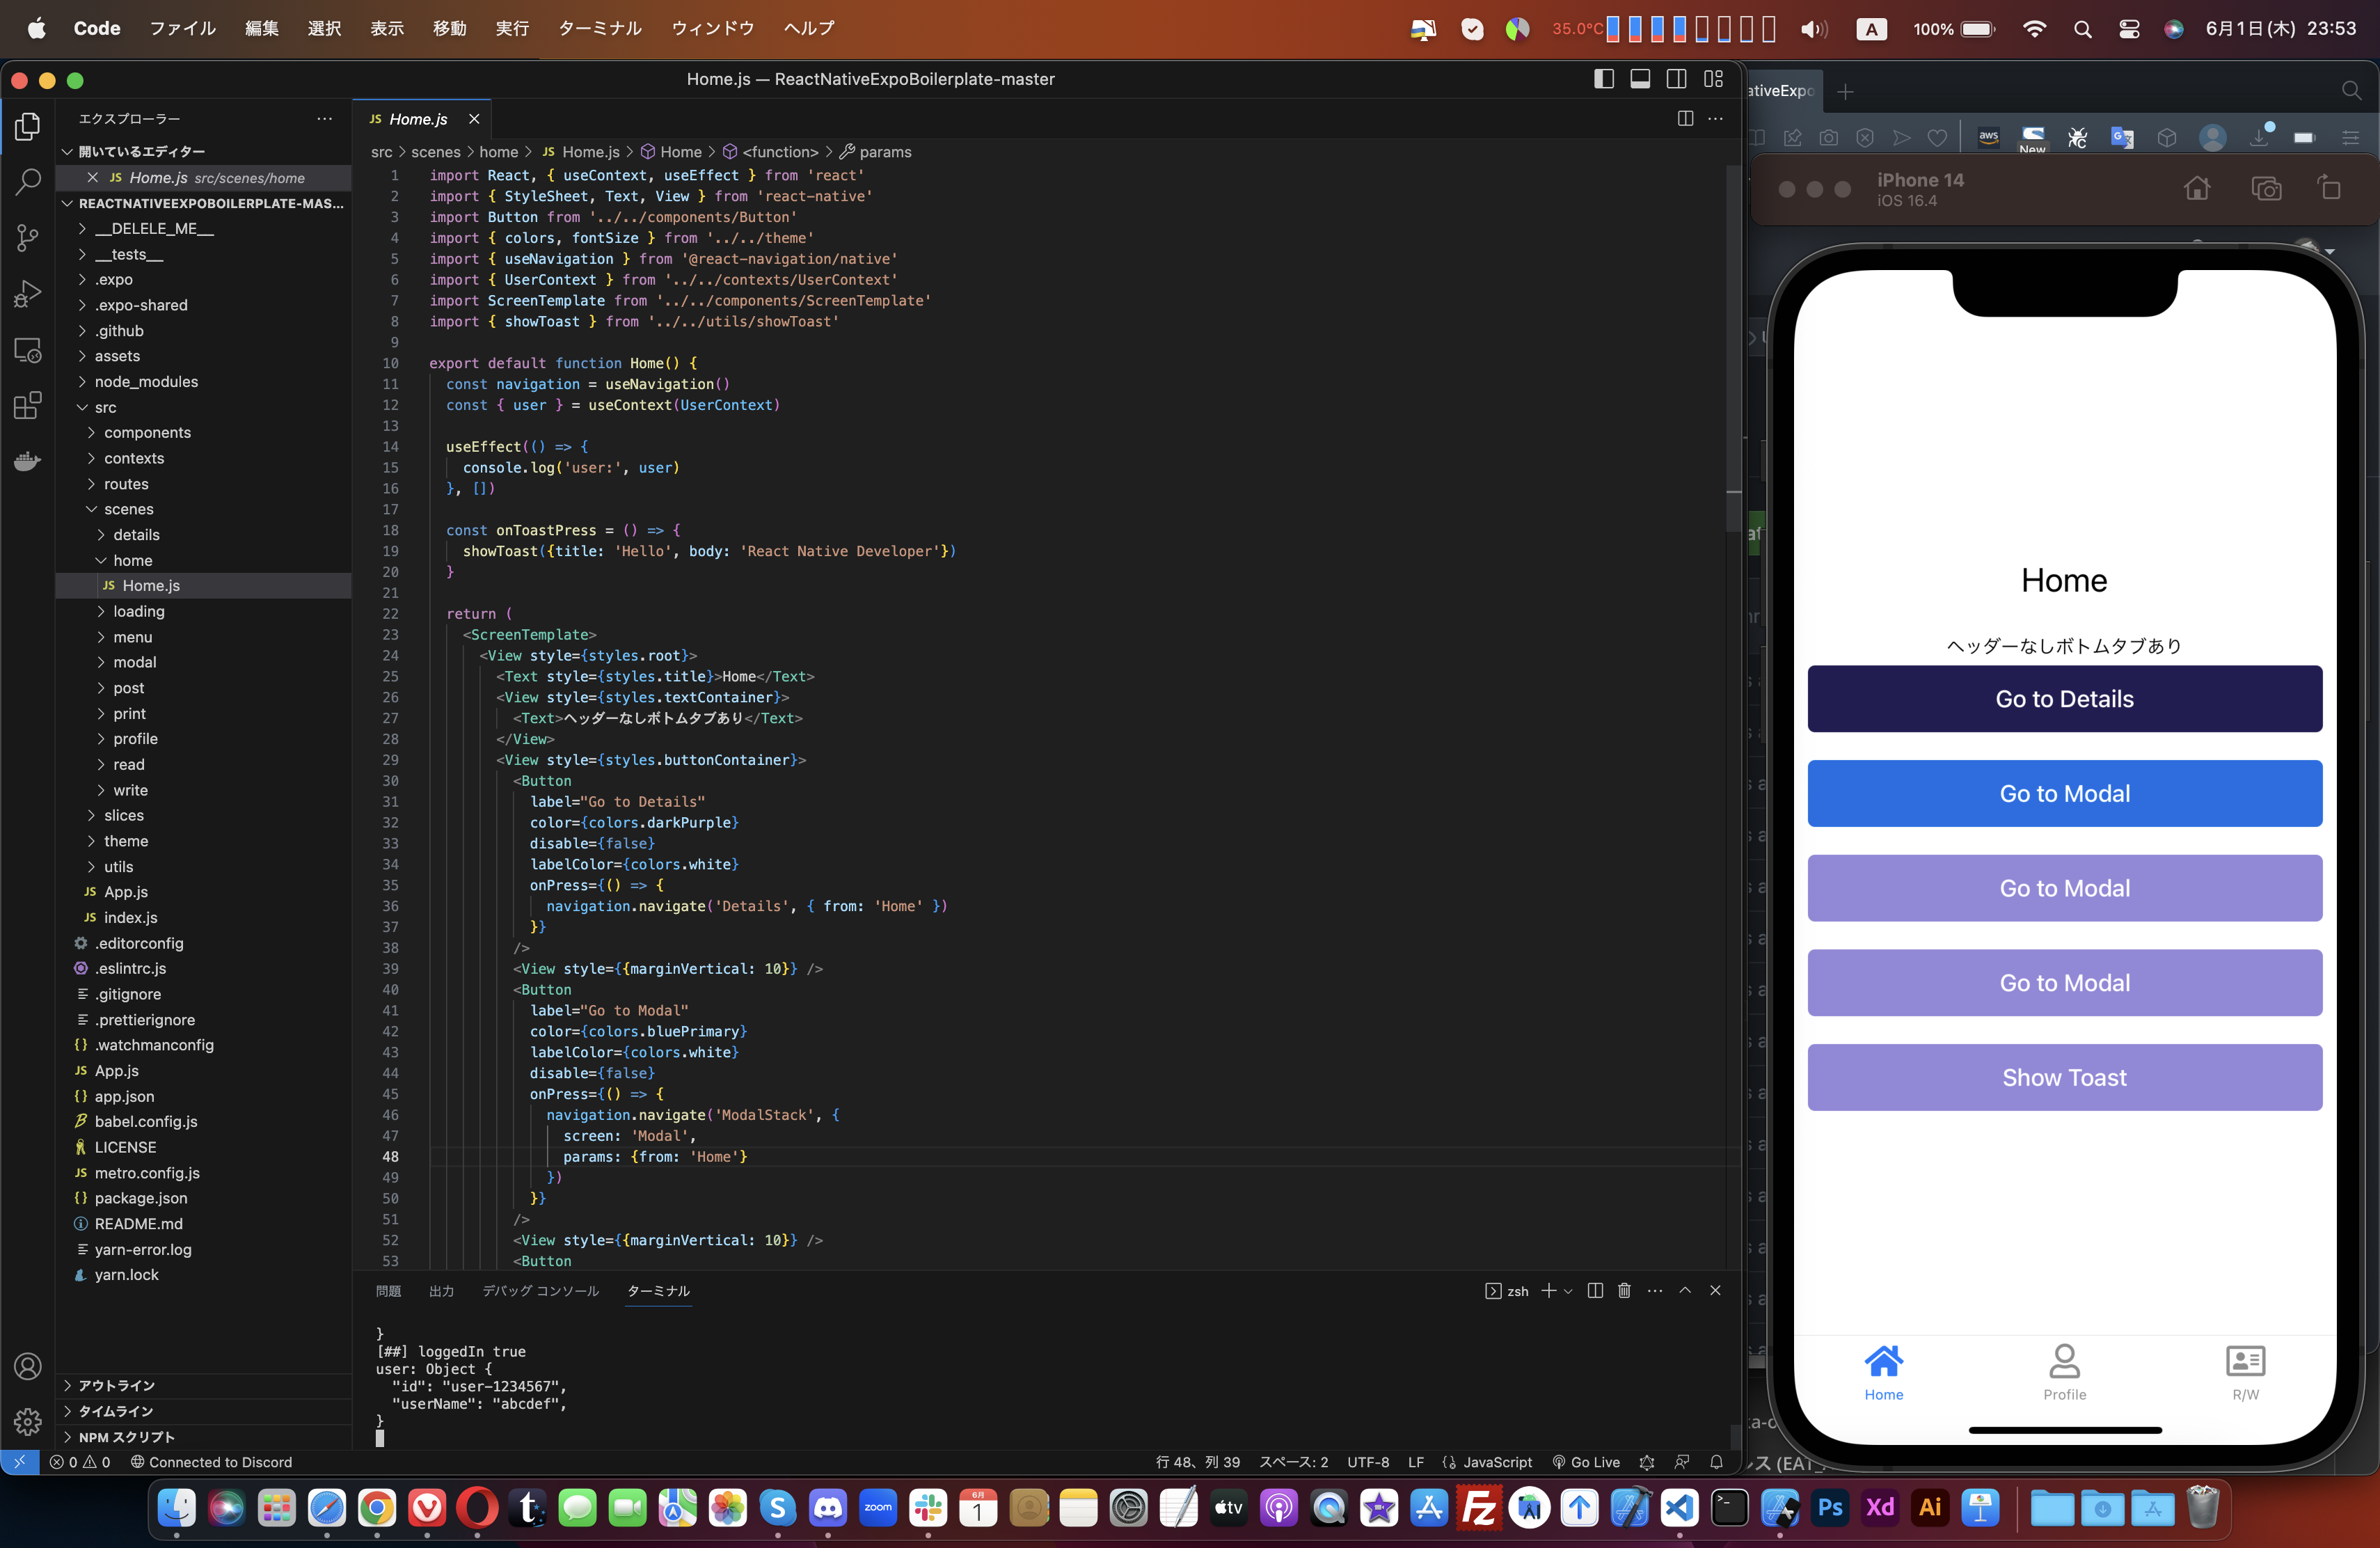 Code ファイル 編集 選択 表示 移動 実行 ターミナル ウィンドウ ヘルプ
35.0°C A 100% 6月1日(木) 23:53
Home.js — ReactNativeExpoBoilerplate-master
エクスプローラー
開いているエディター
JS Home.js src/scenes/home
REACTNATIVEEXPOBOILERPLATE-MAS...
__DELELE_ME__
__tests__
.expo
.expo-shared
.github
assets
node_modules
src
components
contexts
routes
scenes
details
home
JS Home.js
loading
menu
modal
post
print
profile
read
write
slices
theme
utils
JS App.js
JS index.js
.editorconfig
.eslintrc.js
.gitignore
.prettierignore
{} .watchmanconfig
JS App.js
{} app.json
babel.config.js
LICENSE
JS metro.config.js
{} package.json
README.md
yarn-error.log
yarn.lock
アウトライン
タイムライン
NPM スクリプト
JS Home.js
src > scenes > home > JS Home.js > Home > <function> > params
1 import React, { useContext, useEffect } from 'react'
2 import { StyleSheet, Text, View } from 'react-native'
3 import Button from '../../components/Button'
4 import { colors, fontSize } from '../../theme'
5 import { useNavigation } from '@react-navigation/native'
6 import { UserContext } from '../../contexts/UserContext'
7 import ScreenTemplate from '../../components/ScreenTemplate'
8 import { showToast } from '../../utils/showToast'
9
10 export default function Home() {
11 const navigation = useNavigation()
12 const { user } = useContext(UserContext)
13
14 useEffect(() => {
15 console.log('user:', user)
16 }, [])
17
18 const onToastPress = () => {
19 showToast({title: 'Hello', body: 'React Native Developer'})
20 }
21
22 return (
23 <ScreenTemplate>
24 <View style={styles.root}>
25 <Text style={styles.title}>Home</Text>
26 <View style={styles.textContainer}>
27 <Text>ヘッダーなしボトムタブあり</Text>
28 </View>
29 <View style={styles.buttonContainer}>
30 <Button
31 label="Go to Details"
32 color={colors.darkPurple}
33 disable={false}
34 labelColor={colors.white}
35 onPress={() => {
36 navigation.navigate('Details', { from: 'Home' })
37 }}
38 />
39 <View style={{marginVertical: 10}} />
40 <Button
41 label="Go to Modal"
42 color={colors.bluePrimary}
43 labelColor={colors.white}
44 disable={false}
45 onPress={() => {
46 navigation.navigate('ModalStack', {
47 screen: 'Modal',
48 params: {from: 'Home'}
49 })
50 }}
51 />
52 <View style={{marginVertical: 10}} />
53 <Button
問題 出力 デバッグ コンソール ターミナル zsh
}
[##] loggedIn true
user: Object {
"id": "user-1234567",
"userName": "abcdef",
}
0 0 Connected to Discord 行 48、列 39 スペース: 2 UTF-8 LF JavaScript Go Live
ativeExpo
aws New
iPhone 14
iOS 16.4
Home
ヘッダーなしボトムタブあり
Go to Details
Go to Modal
Go to Modal
Go to Modal
Show Toast
Home Profile R/W
ス (EAT_
zoom 6月 1 tv Fz Ps Xd Ai